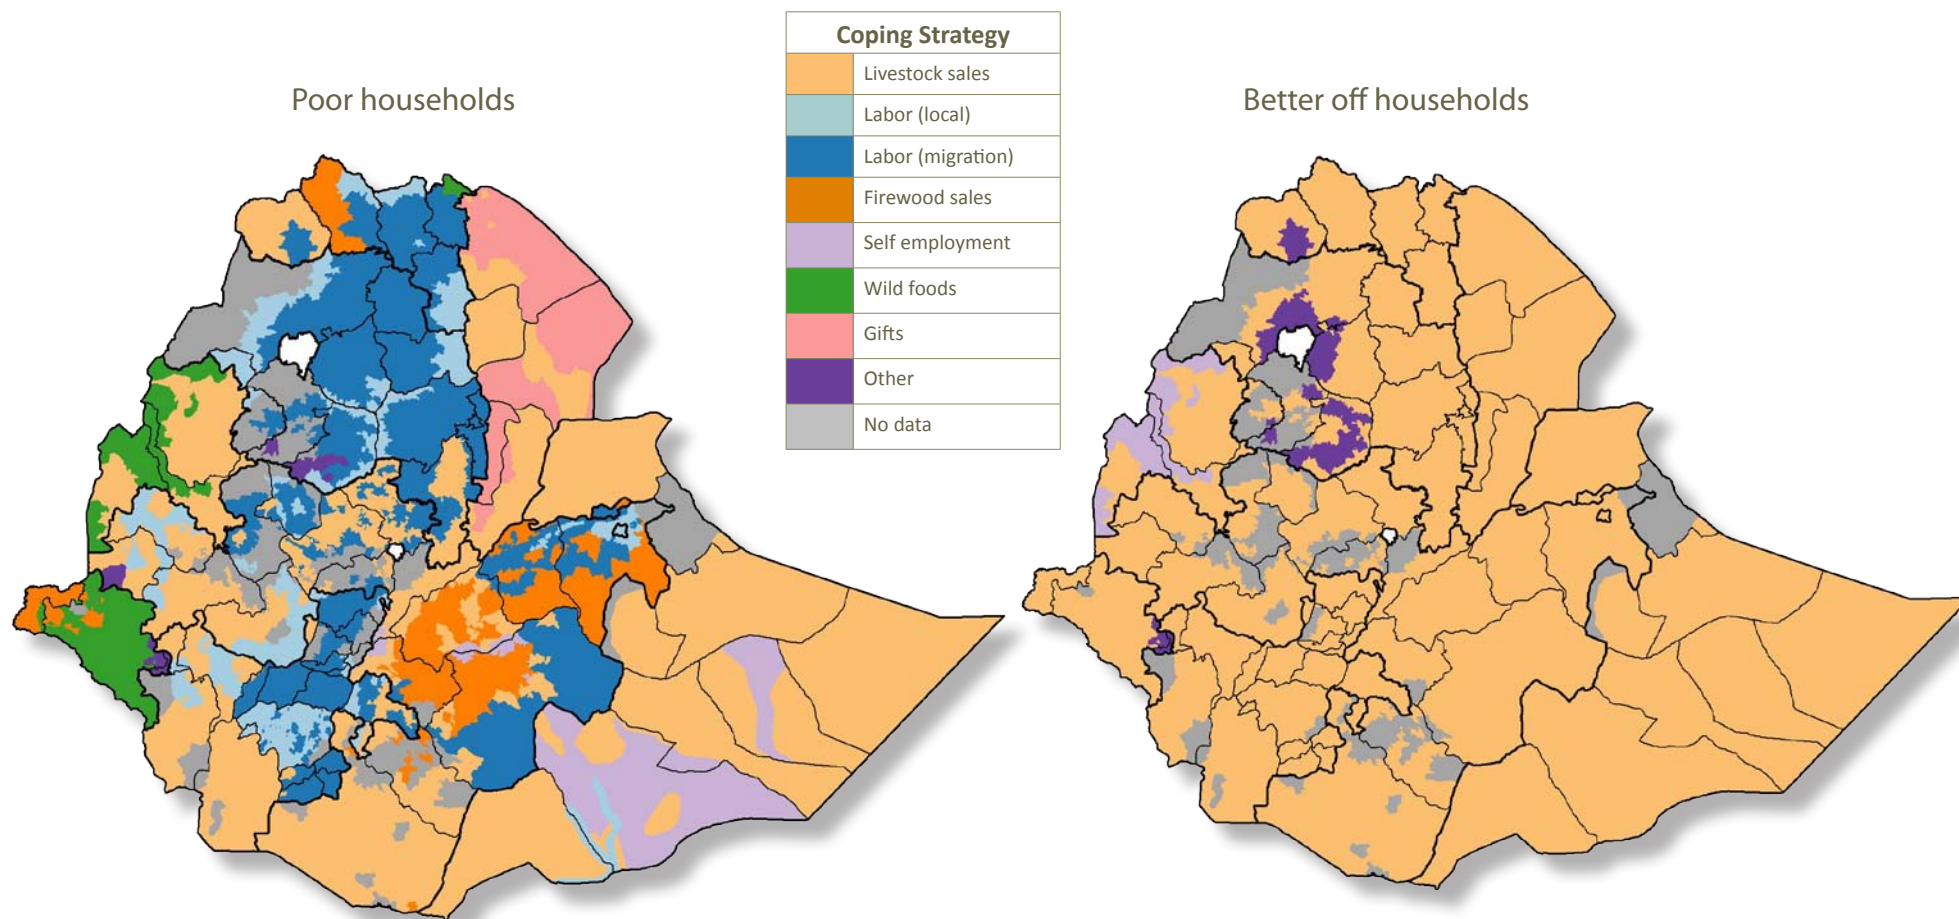 Coping Strategy
Livestock sales
Labor (local)
Labor (migration)
Firewood sales
Self employment
Wild foods
Gifts
Other
No data
Poor households
Better off households